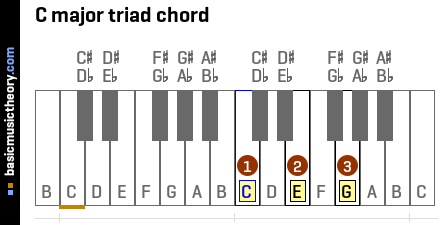 C major triad chord
C# D# F# G# A# C# D# F# G# A#
D♭ E♭ G♭ A♭ B♭ D♭ E♭ G♭ A♭ B♭
1 2 3
B C D E F G A B C D E F G A B C
basicmusictheory.com